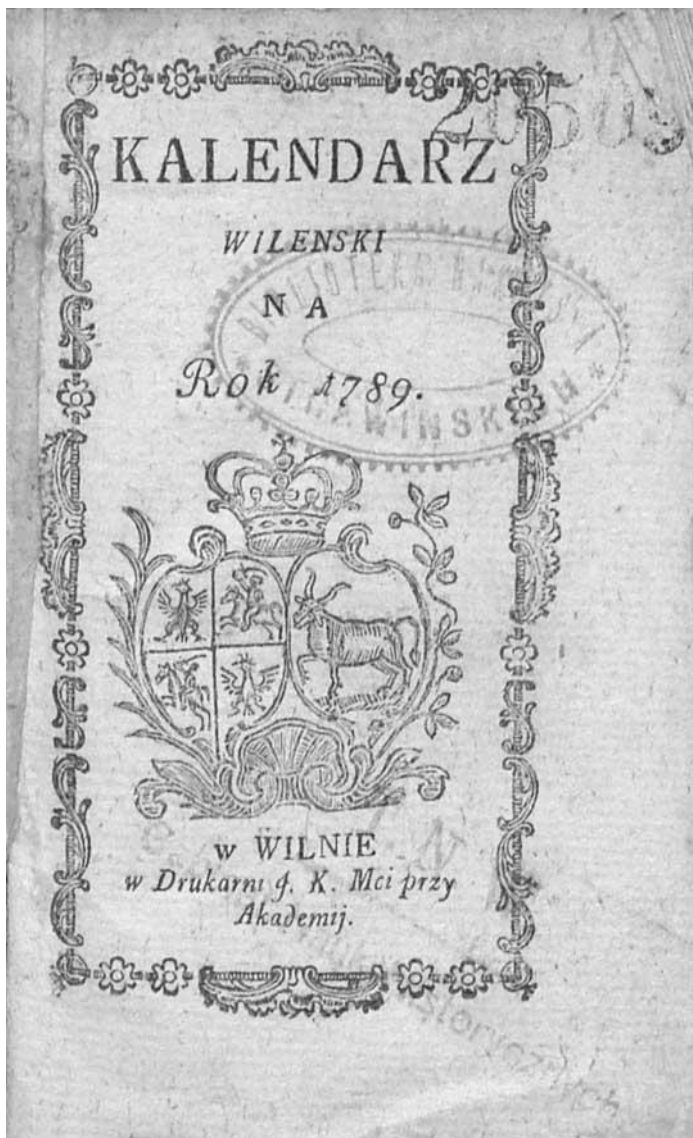 KALENDARZ
WILENSKI
NA
Rok 1789.
w WILNIE
w Drukarni J. K. Mci przy
Akademij.